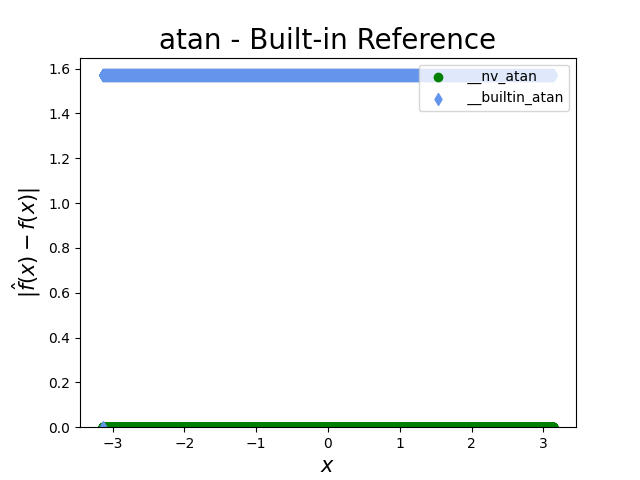 atan - Built-in Reference
__nv_atan
__builtin_atan
|f̂(x) − f(x)|
1.6
1.4
1.2
1.0
0.8
0.6
0.4
0.2
0.0
−3 −2 −1 0 1 2 3
x